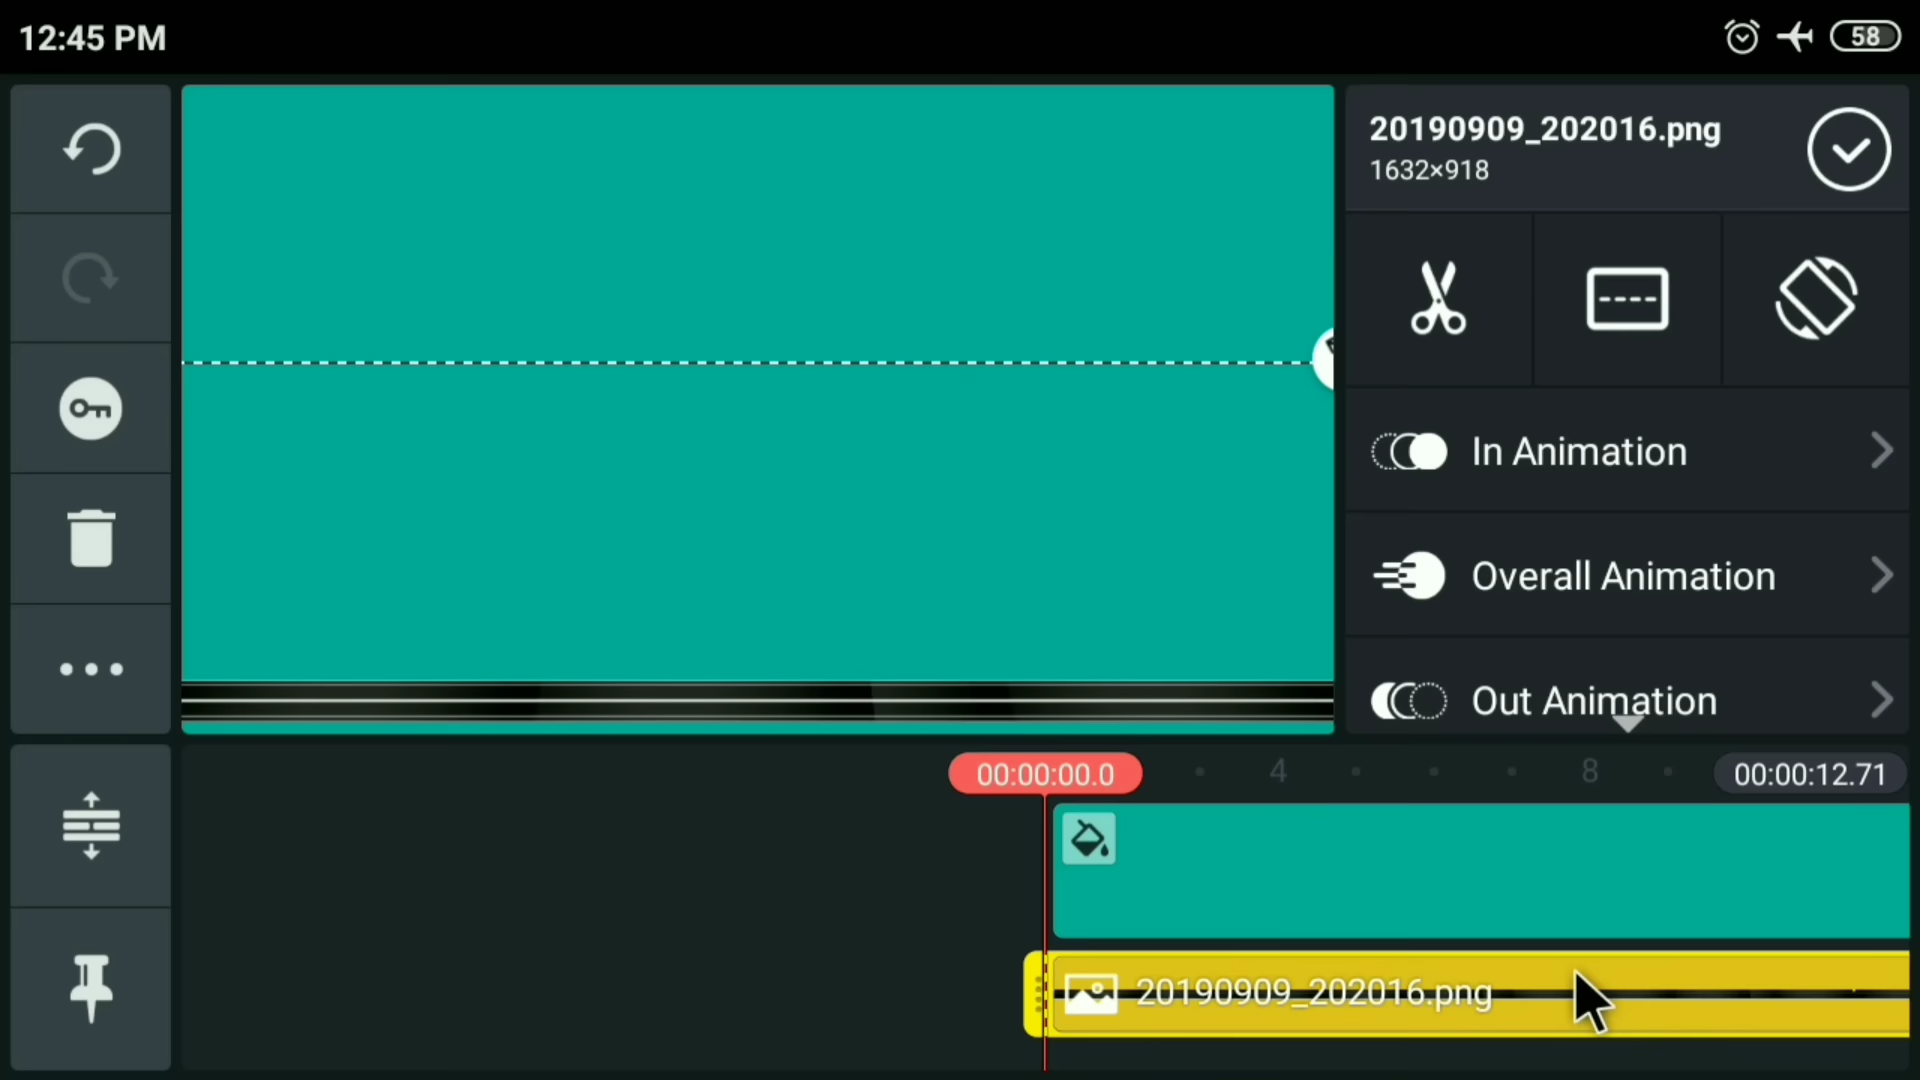 12:45 PM
58
20190909_202016.png
1632×918
In Animation
Overall Animation
Out Animation
00:00:00.0
4
8
00:00:12.71
20190909_202016.png